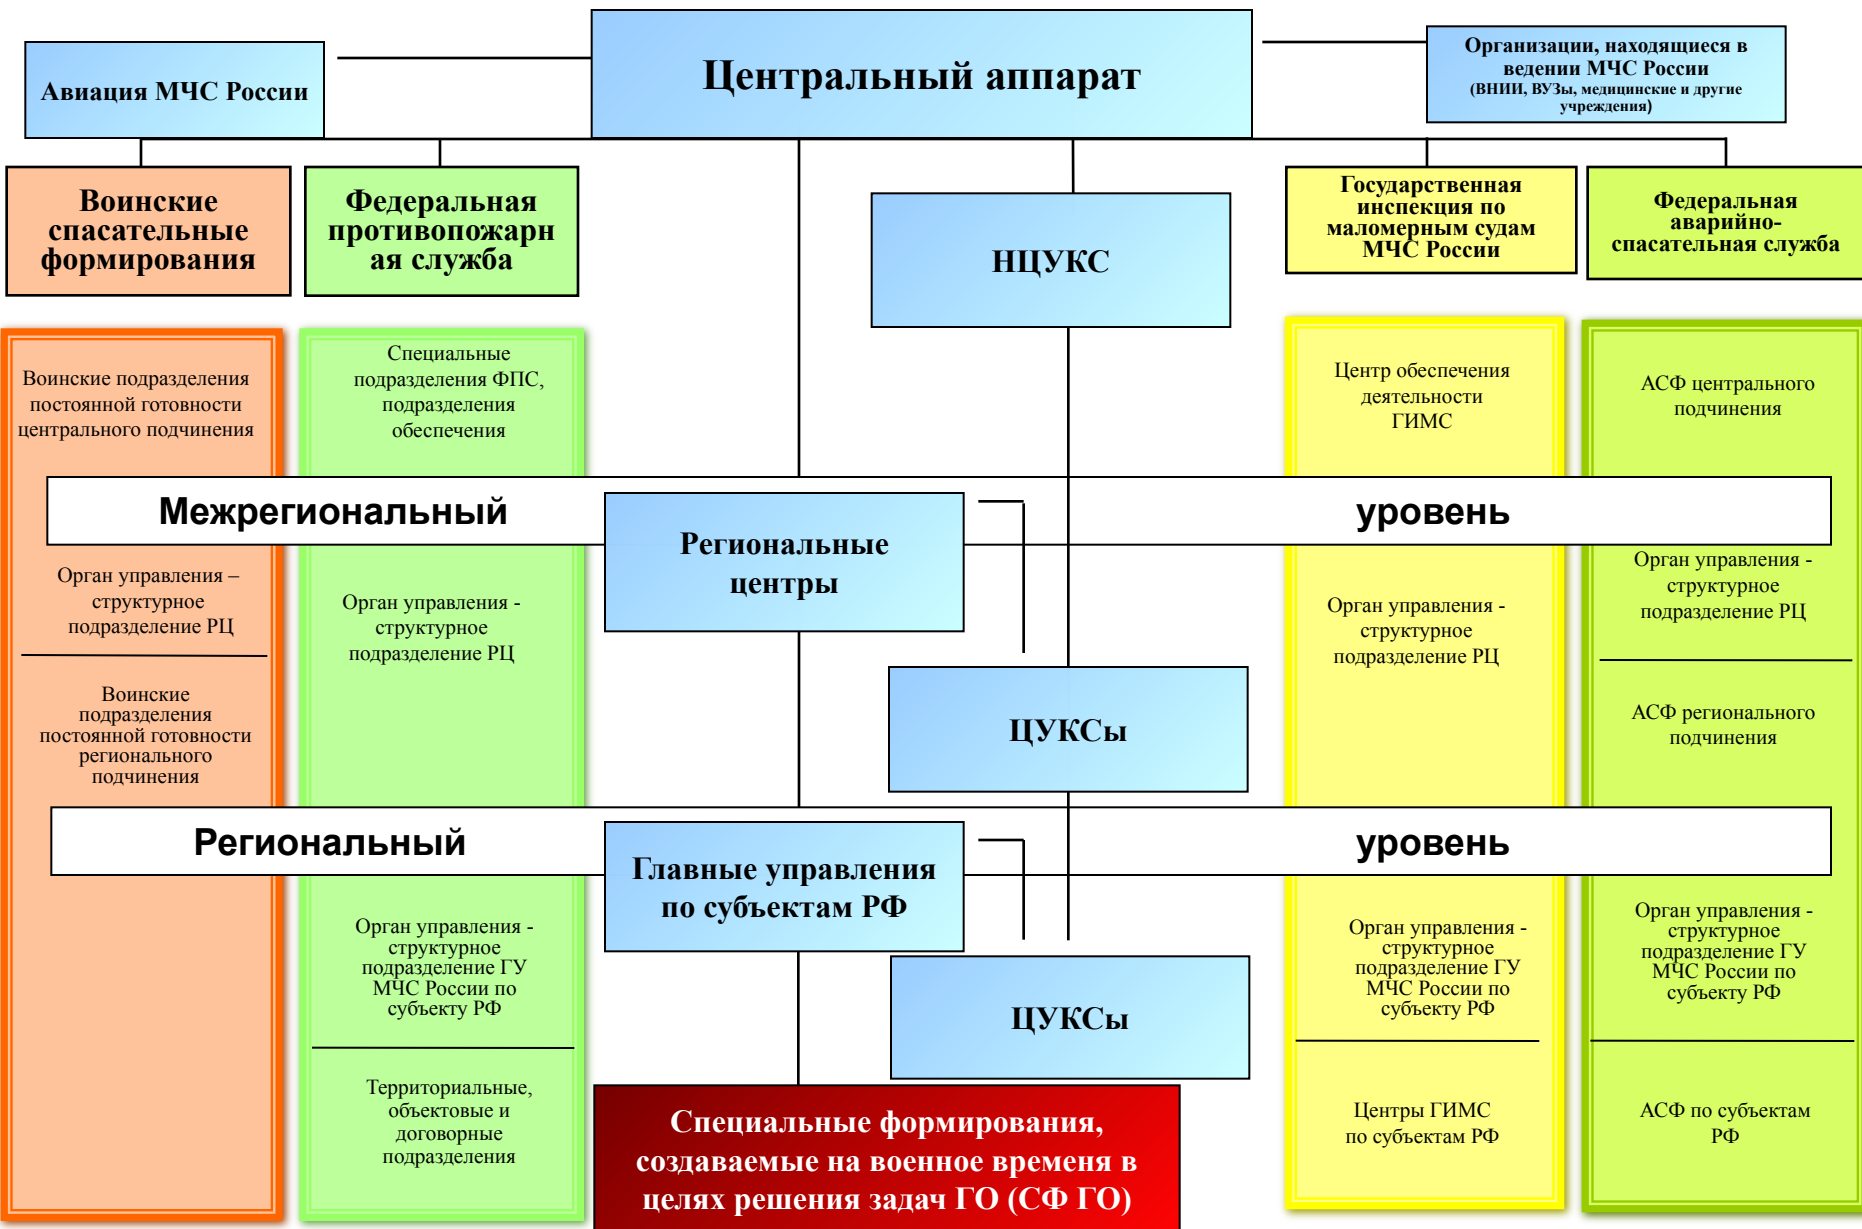 Авиация МЧС России
Центральный аппарат
Организации, находящиеся в
ведении МЧС России
(ВНИИ, ВУЗы, медицинские и другие
учреждения)
Воинские
спасательные
формирования
Федеральная
противопожарн
ая служба
НЦУКС
Государственная
инспекция по
маломерным судам
МЧС России
Федеральная
аварийно-
спасательная служба
Воинские подразделения
постоянной готовности
центрального подчинения
Специальные
подразделения ФПС,
подразделения
обеспечения
Центр обеспечения
деятельности
ГИМС
АСФ центрального
подчинения
Межрегиональный
уровень
Региональные
центры
Орган управления –
структурное
подразделение РЦ
Орган управления -
структурное
подразделение РЦ
Орган управления -
структурное
подразделение РЦ
Орган управления -
структурное
подразделение РЦ
Воинские
подразделения
постоянной готовности
регионального
подчинения
ЦУКСы
АСФ регионального
подчинения
Региональный
уровень
Главные управления
по субъектам РФ
Орган управления -
структурное
подразделение ГУ
МЧС России по
субъекту РФ
ЦУКСы
Орган управления -
структурное
подразделение ГУ
МЧС России по
субъекту РФ
Орган управления -
структурное
подразделение ГУ
МЧС России по
субъекту РФ
Территориальные,
объектовые и
договорные
подразделения
Специальные формирования,
создаваемые на военное временя в
целях решения задач ГО (СФ ГО)
Центры ГИМС
по субъектам РФ
АСФ по субъектам
РФ